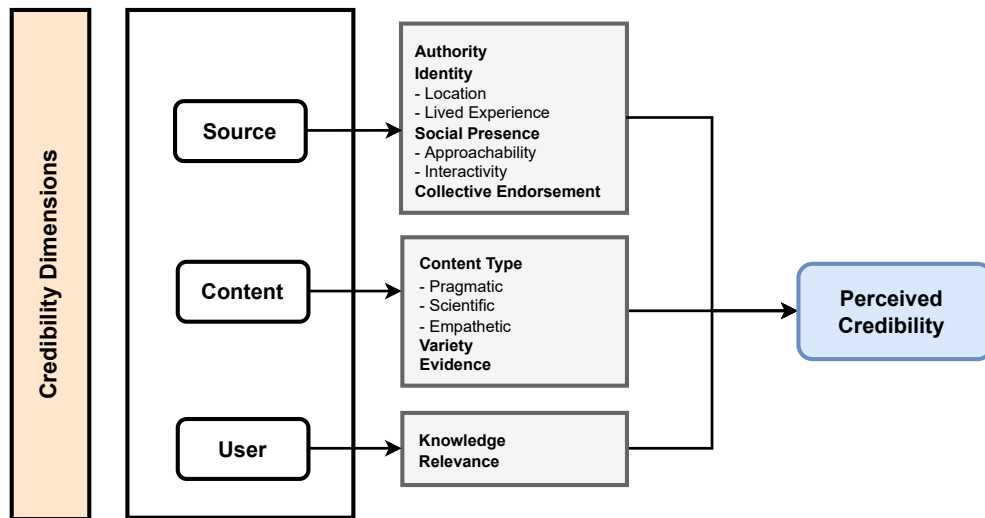 Credibility Dimensions
Source
Authority
Identity
- Location
- Lived Experience
Social Presence
- Approachability
- Interactivity
Collective Endorsement
Content
Content Type
- Pragmatic
- Scientific
- Empathetic
Variety
Evidence
User
Knowledge
Relevance
Perceived
Credibility